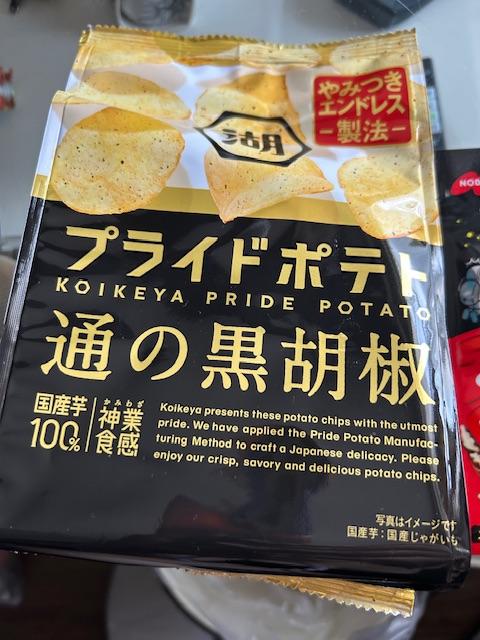 やみつき
エンドレス
-製法-
湖
プライドポテト
KOIKEYA PRIDE POTATO
通の黒胡椒
国産芋
100%
かみわざ
神業
食感
Koikeya presents these potato chips with the utmost
pride. We have applied the Pride Potato Manufac-
turing Method to craft a Japanese delicacy. Please
enjoy our crisp, savory and delicious potato chips.
写真はイメージです
国産芋:国産じゃがいも
NOB